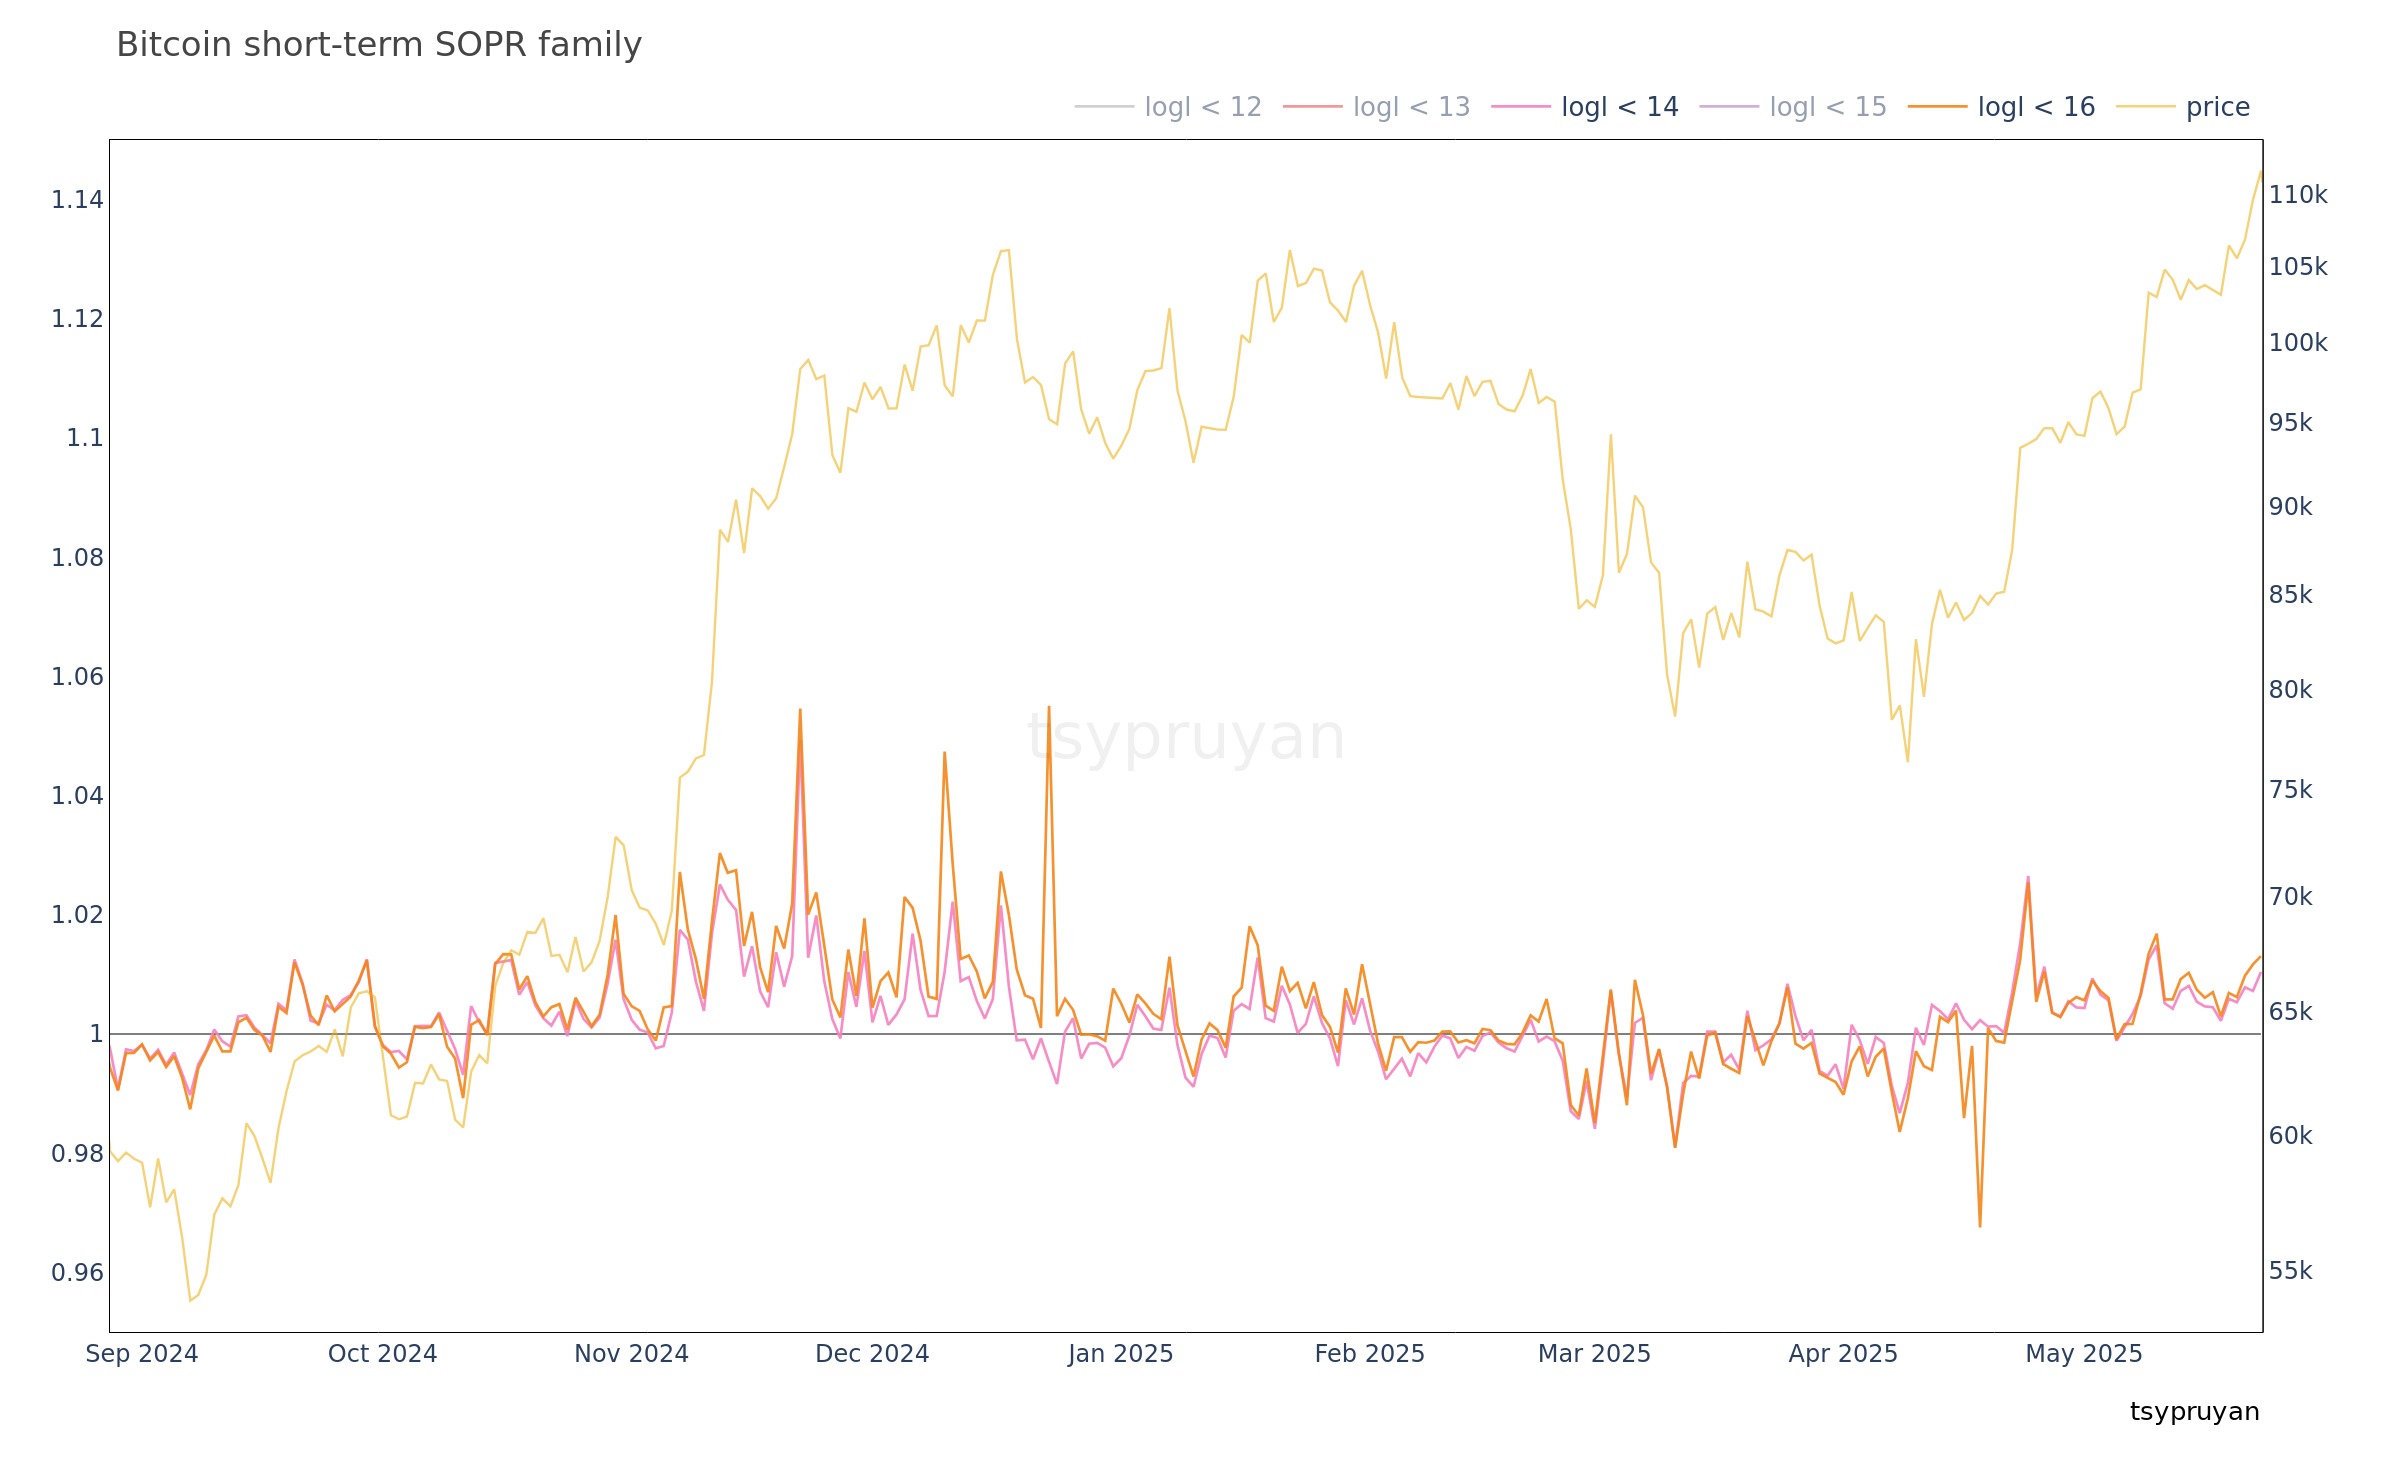 Bitcoin short-term SOPR family
logl < 12 logl < 13 logl < 14 logl < 15 logl < 16 price
1.14
1.12
1.1
1.08
1.06
1.04
1.02
1
0.98
0.96
110k
105k
100k
95k
90k
85k
80k
75k
70k
65k
60k
55k
tsypruyan
Sep 2024 Oct 2024 Nov 2024 Dec 2024 Jan 2025 Feb 2025 Mar 2025 Apr 2025 May 2025
tsypruyan